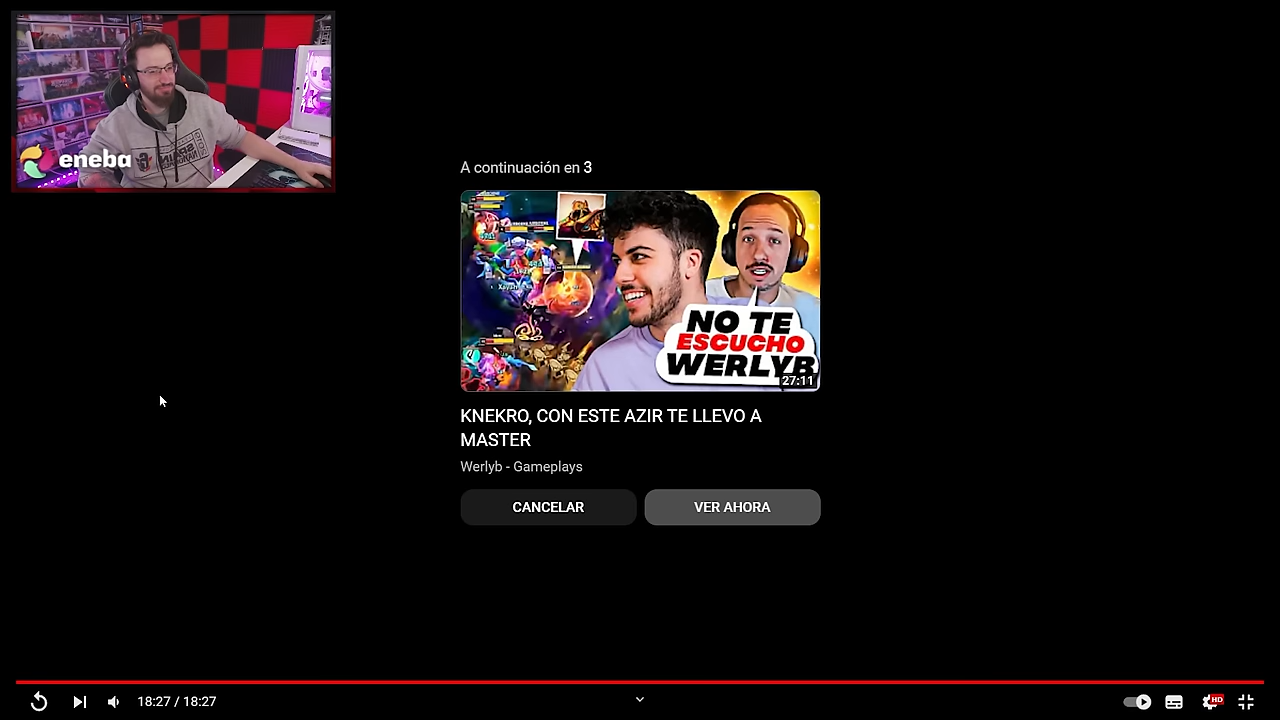 eneba
A continuación en 3
NO TE
ESCUCHO
WERLYB
27:11
KNEKRO, CON ESTE AZIR TE LLEVO A
MASTER
Werlyb - Gameplays
CANCELAR
VER AHORA
18:27 / 18:27
HD